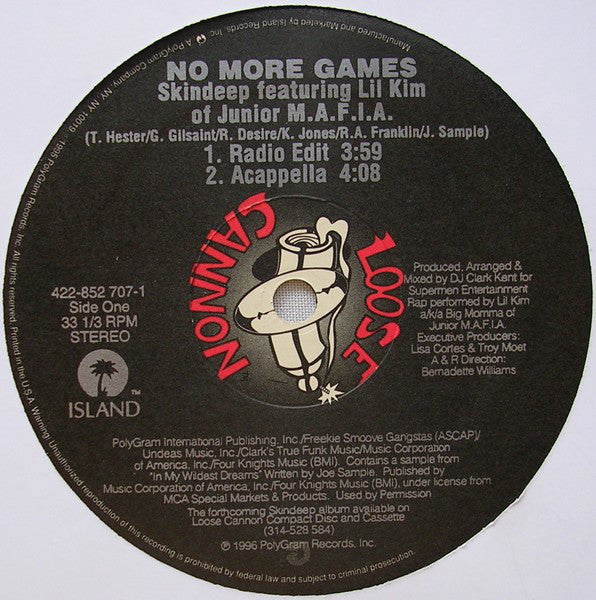 NO MORE GAMES
Skindeep featuring Lil Kim
of Junior M.A.F.I.A.
(T. Hester/G. Gilsaint/R. Desire/K. Jones/R.A. Franklin/J. Sample)
1. Radio Edit 3:59
2. Acappella 4:08
LOOSE
CANNON
422-852 707-1
Side One
33 1/3 RPM
STEREO
ISLAND
TM
Produced, Arranged &
Mixed by DJ Clark Kent for
Supermen Entertainment
Rap performed by Lil Kim
a/k/a Big Momma of
Junior M.A.F.I.A
Executive Producers:
Lisa Cortes & Troy Moet
A & R Direction:
Bernadette Williams
PolyGram International Publishing, Inc./Freekie Smoove Gangstas (ASCAP)/
Undeas Music, Inc./Clark's True Funk Music/Music Corporation
of America, Inc./Four Knights Music (BMI). Contains a sample from
"In My Wildest Dreams" Written by Joe Sample. Published by
Music Corporation of America, Inc./Four Knights Music (BMI), under license from
MCA Special Markets & Products. Used by Permission
The forthcoming Skindeep album available on
Loose Cannon Compact Disc and Cassette
(314-528 584)
℗ 1996 PolyGram Records, Inc.
Manufactured and Marketed by Island Records, Inc., A PolyGram Company, NY, NY 10019 - 1995 PolyGram Records, Inc. All rights reserved. Printed in the U.S.A. Warning: Unauthorized reproduction of this recording is prohibited by federal law and subject to criminal prosecution.